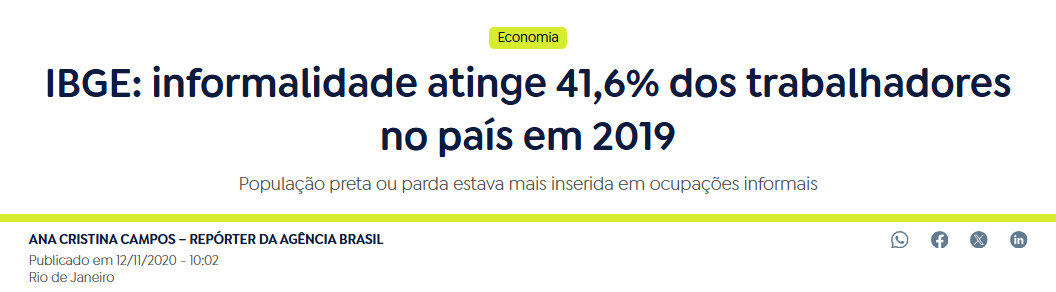 Economia
IBGE: informalidade atinge 41,6% dos trabalhadores
no país em 2019
População preta ou parda estava mais inserida em ocupações informais
ANA CRISTINA CAMPOS – REPÓRTER DA AGÊNCIA BRASIL
Publicado em 12/11/2020 - 10:02
Rio de Janeiro